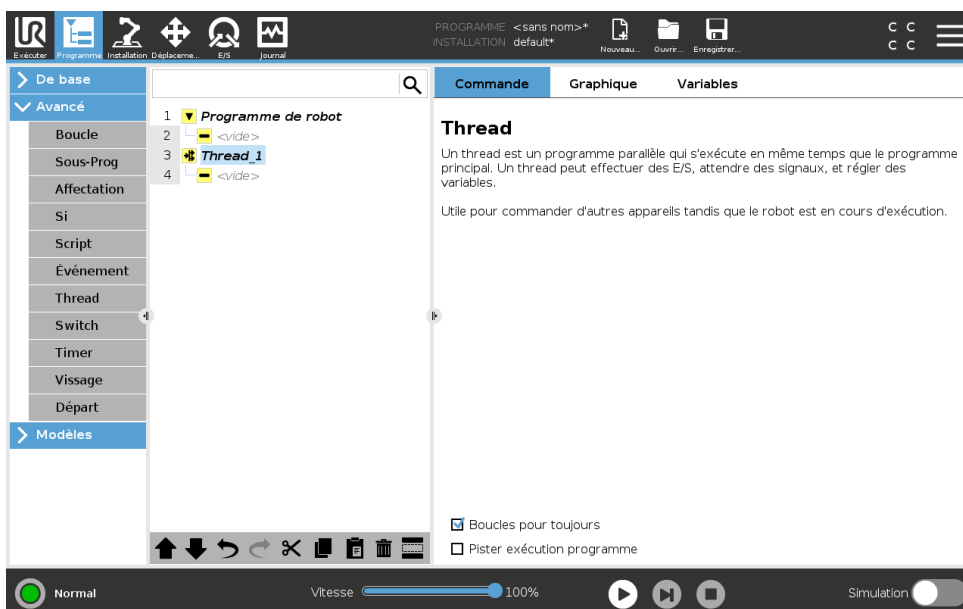 PROGRAMME <sans nom>*
INSTALLATION default*
UR
Exécuter Programme Installation Déplaceme... E/S Journal
Nouveau... Ouvrir... Enregistrer...
C C
C C
De base
Avancé
Boucle
Sous-Prog
Affectation
Si
Script
Événement
Thread
Switch
Timer
Vissage
Départ
Modèles
1 Programme de robot
2 <vide>
3 Thread_1
4 <vide>
Commande Graphique Variables
Thread
Un thread est un programme parallèle qui s'exécute en même temps que le programme
principal. Un thread peut effectuer des E/S, attendre des signaux, et régler des
variables.
Utile pour commander d'autres appareils tandis que le robot est en cours d'exécution.
Boucles pour toujours
Pister exécution programme
Normal
Vitesse 100%
Simulation